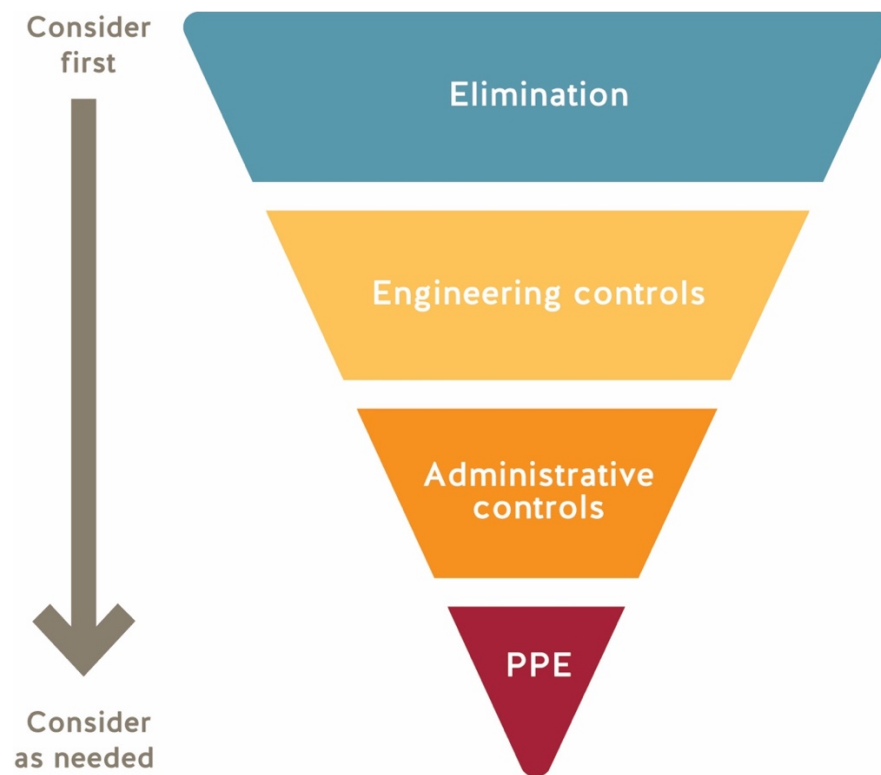 Consider
first
Elimination
Engineering controls
Administrative
controls
PPE
Consider
as needed